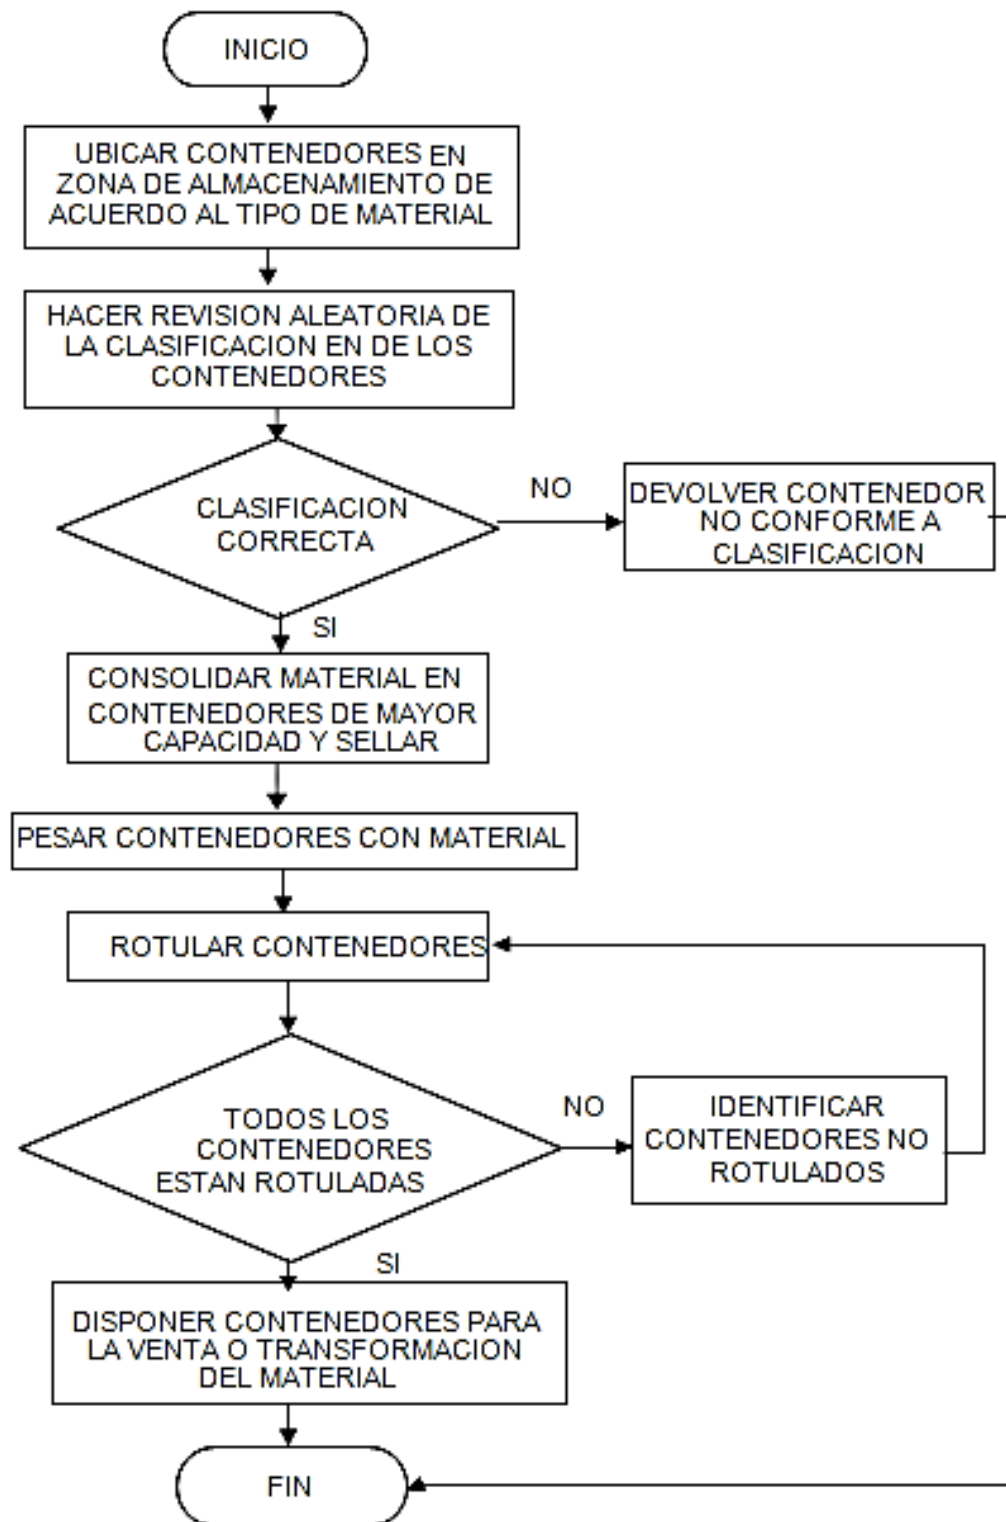 INICIO
UBICAR CONTENEDORES EN
ZONA DE ALMACENAMIENTO DE
ACUERDO AL TIPO DE MATERIAL
HACER REVISION ALEATORIA DE
LA CLASIFICACION EN DE LOS
CONTENEDORES
CLASIFICACION
CORRECTA
NO
DEVOLVER CONTENEDOR
NO CONFORME A
CLASIFICACION
SI
CONSOLIDAR MATERIAL EN
CONTENEDORES DE MAYOR
CAPACIDAD Y SELLAR
PESAR CONTENEDORES CON MATERIAL
ROTULAR CONTENEDORES
TODOS LOS
CONTENEDORES
ESTAN ROTULADAS
NO
IDENTIFICAR
CONTENEDORES NO
ROTULADOS
SI
DISPONER CONTENEDORES PARA
LA VENTA O TRANSFORMACION
DEL MATERIAL
FIN